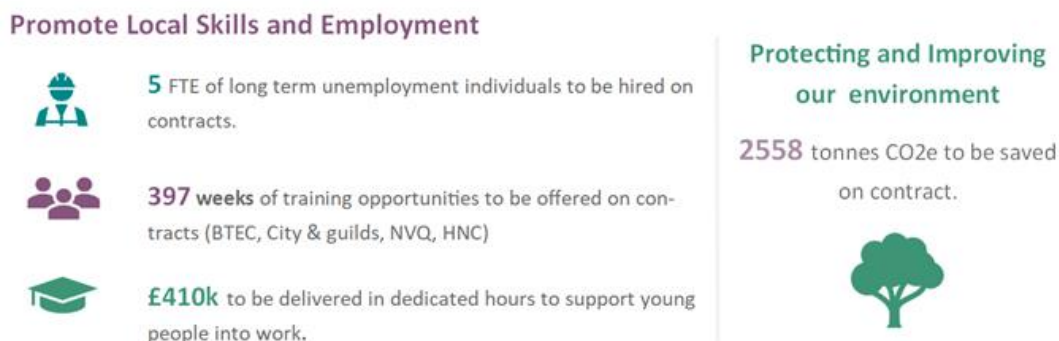 Promote Local Skills and Employment
5 FTE of long term unemployment individuals to be hired on
contracts.
397 weeks of training opportunities to be offered on con-
tracts (BTEC, City & guilds, NVQ, HNC)
£410k to be delivered in dedicated hours to support young
people into work.
Protecting and Improving
our environment
2558 tonnes CO2e to be saved
on contract.